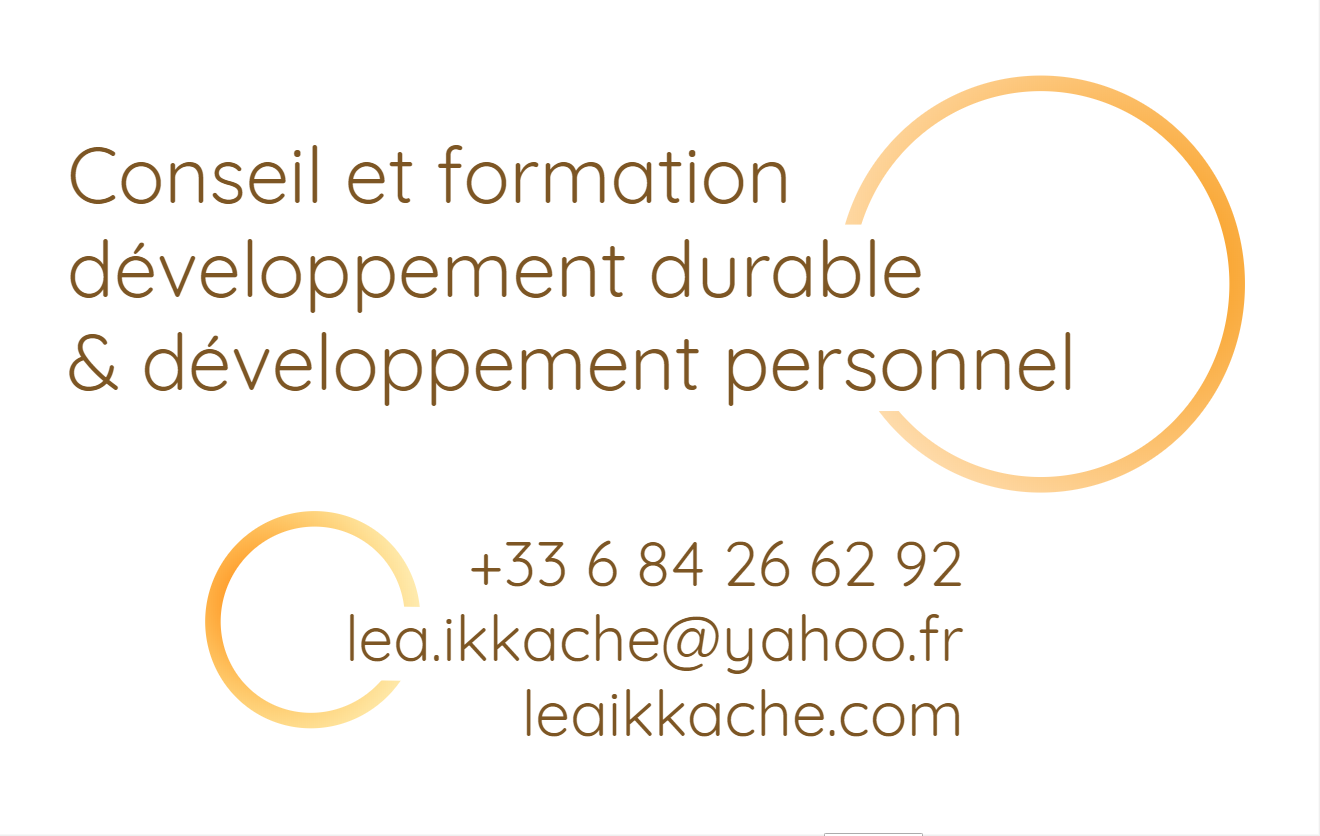 Conseil et formation
développement durable
& développement personnel
+33 6 84 26 62 92
lea.ikkache@yahoo.fr
leaikkache.com